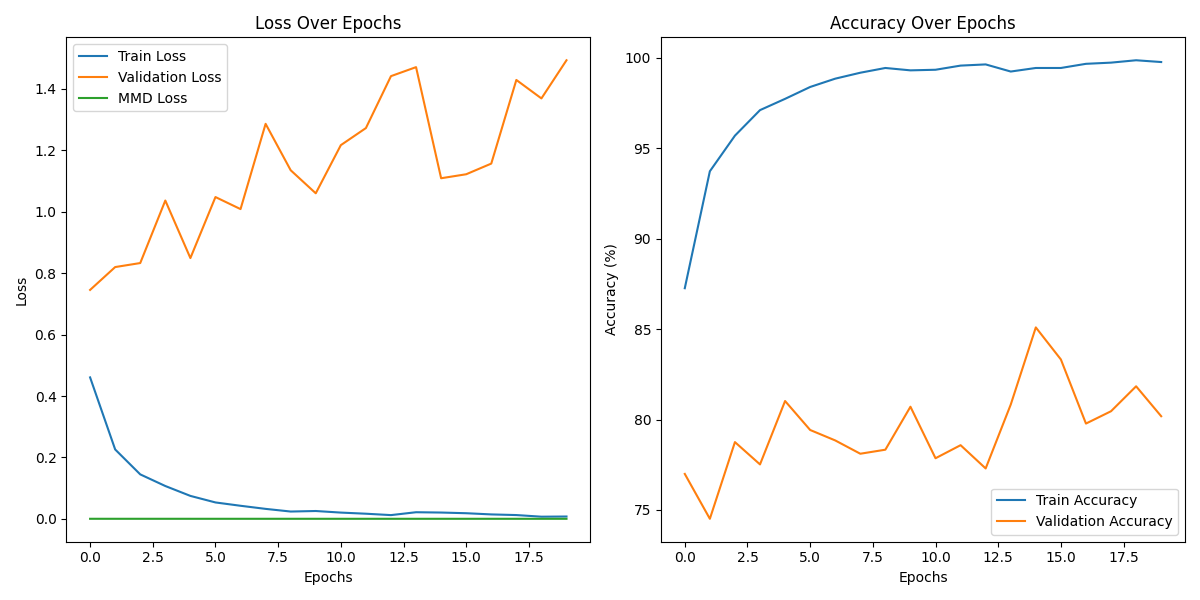 Loss Over Epochs
Train Loss
Validation Loss
MMD Loss
1.4
1.2
1.0
0.8
0.6
0.4
0.2
0.0
Loss
0.0 2.5 5.0 7.5 10.0 12.5 15.0 17.5
Epochs
Accuracy Over Epochs
100
95
90
85
80
75
Accuracy (%)
Train Accuracy
Validation Accuracy
0.0 2.5 5.0 7.5 10.0 12.5 15.0 17.5
Epochs